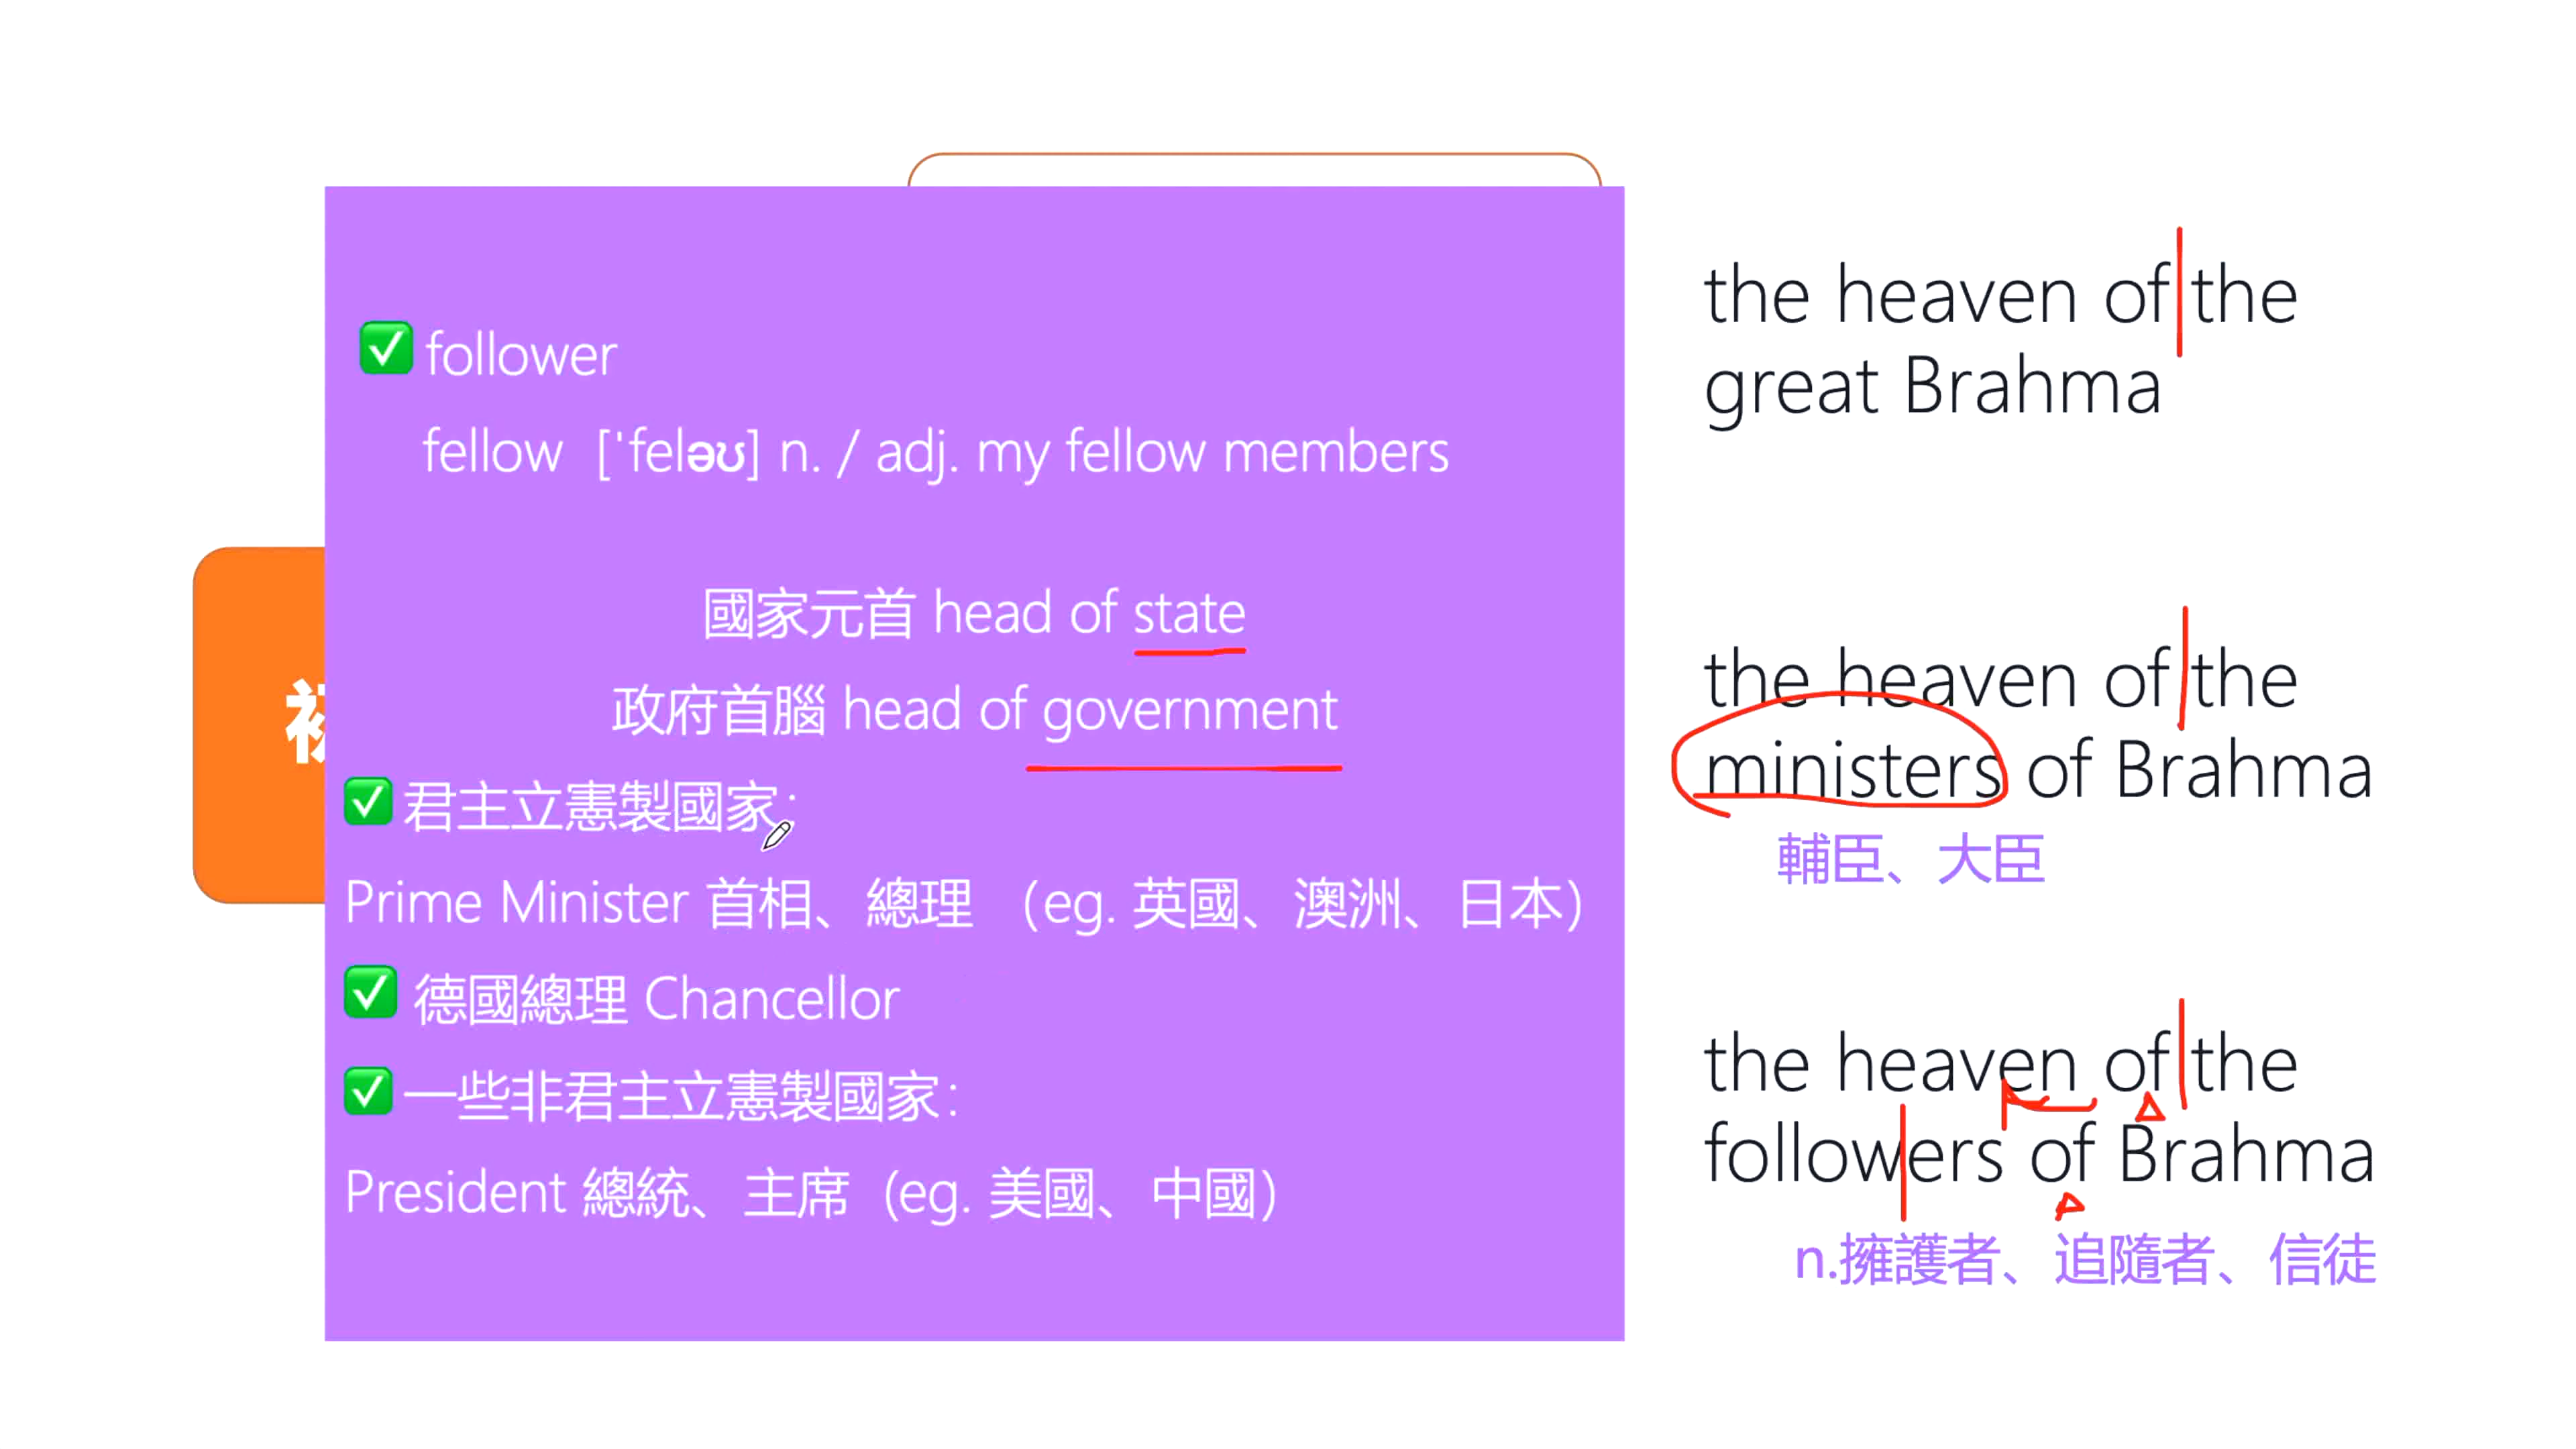 follower
fellow ['feləʊ] n. / adj. my fellow members
國家元首 head of state
政府首腦 head of government
君主立憲製國家:
Prime Minister 首相、總理 （eg. 英國、澳洲、日本）
德國總理 Chancellor
一些非君主立憲製國家：
President 總統、主席 (eg. 美國、中國）
the heaven of the
great Brahma
the heaven of the
ministers of Brahma
輔臣、大臣
the heaven of the
followers of Brahma
n.擁護者、追隨者、信徒